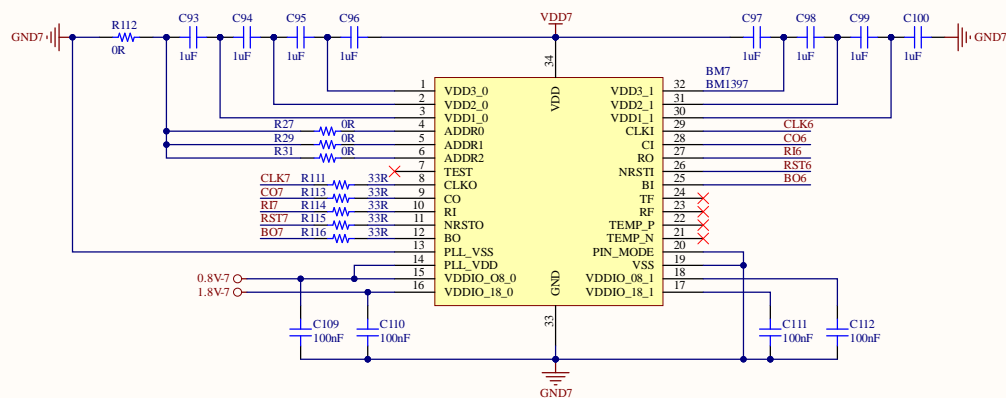 R112 C93 C94 C95 C96 VDD7 C97 C98 C99 C100
GND7 GND7
0R 1uF 1uF 1uF 1uF 1uF 1uF 1uF 1uF
34
VDD
BM7
BM1397
1 VDD3_0 VDD3_1 32
2 VDD2_0 VDD2_1 31
3 VDD1_0 VDD1_1 30
R27 0R 4 ADDR0 CLKI 29 CLK6
R29 0R 5 ADDR1 CI 28 CO6
R31 0R 6 ADDR2 RO 27 RI6
7 TEST NRSTI 26 RST6
CLK7 R111 33R 8 CLKO BI 25 BO6
CO7 R113 33R 9 CO TF 24
RI7 R114 33R 10 RI RF 23
RST7 R115 33R 11 NRSTO TEMP_P 22
BO7 R116 33R 12 BO TEMP_N 21
13 PLL_VSS PIN_MODE 20
14 PLL_VDD VSS 19
0.8V-7 15 VDDIO_O8_0 VDDIO_08_1 18
1.8V-7 16 VDDIO_18_0 VDDIO_18_1 17
GND
33
C109 C110 C111 C112
100nF 100nF 100nF 100nF
GND7